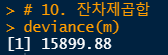 > # 10. 잔차제곱합
> deviance(m)
[1] 15899.88